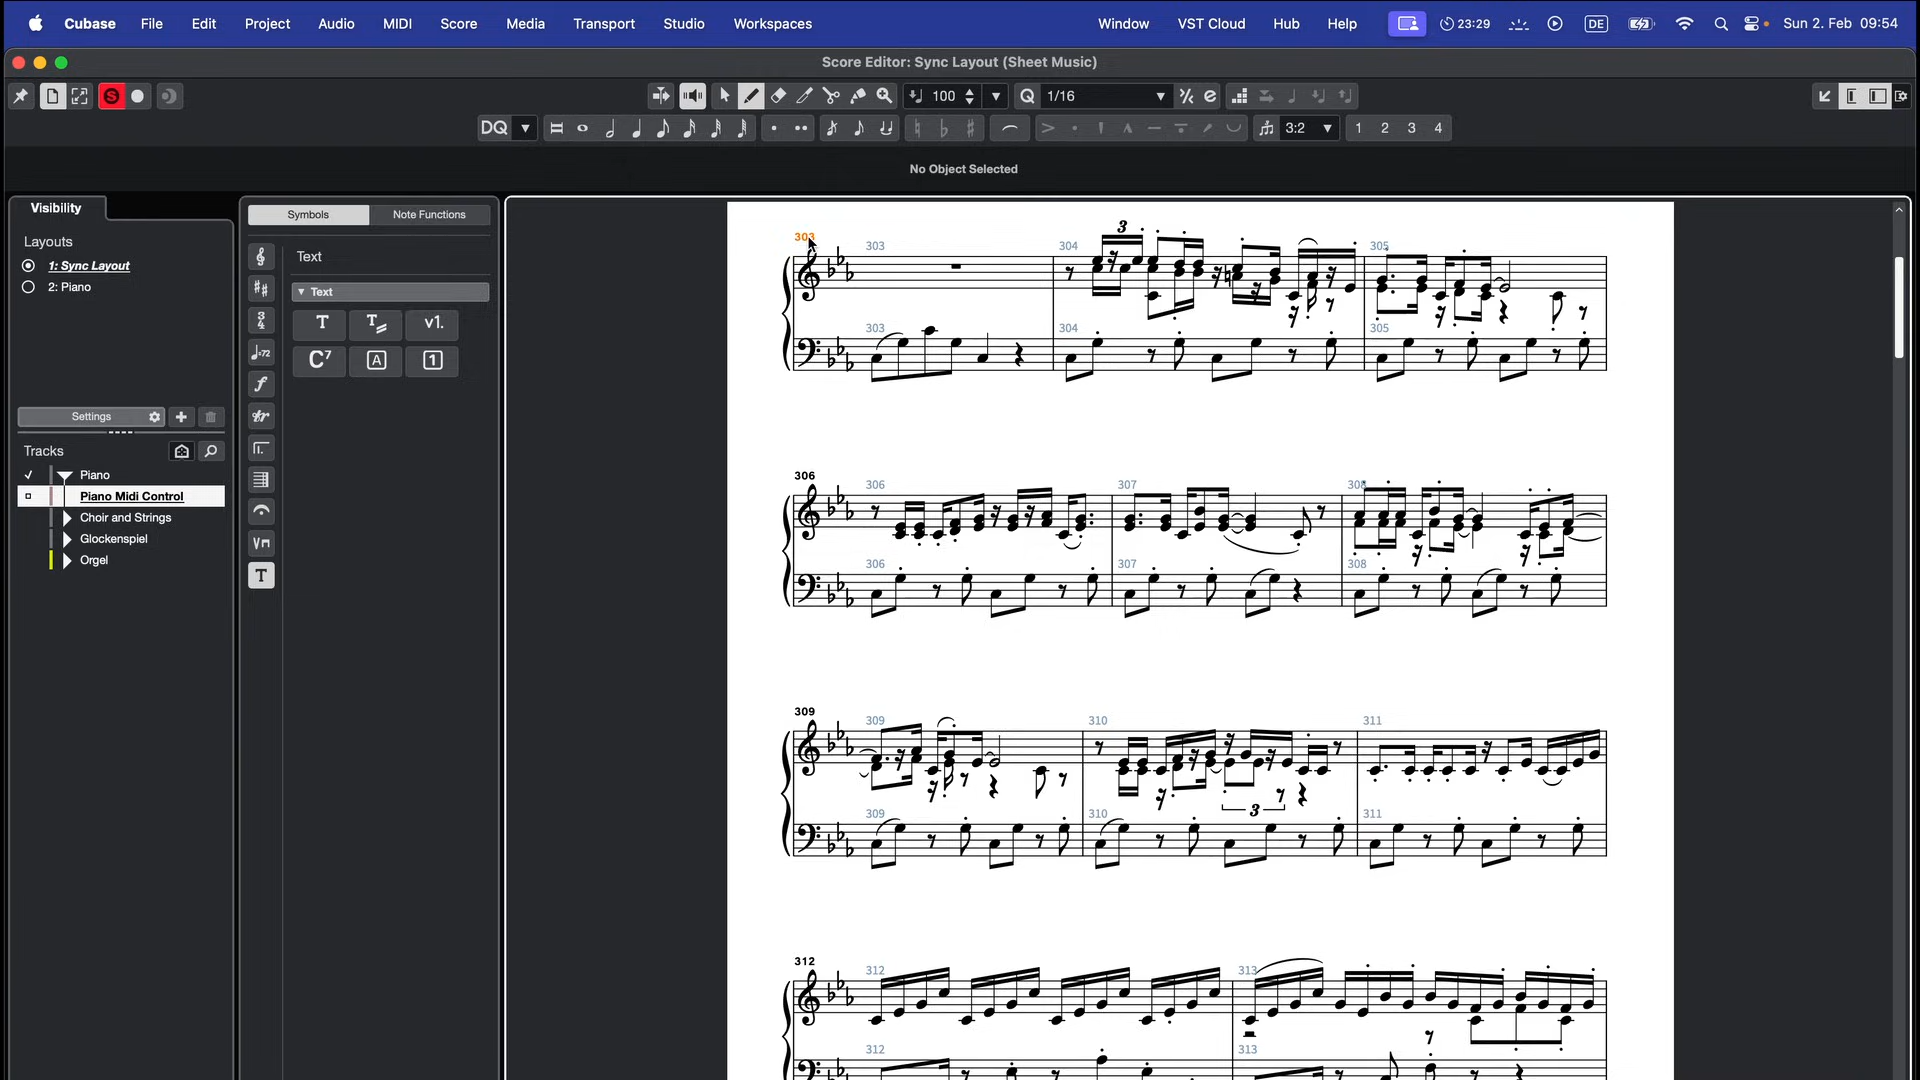 Cubase File Edit Project Audio MIDI Score Media Transport Studio Workspaces Window VST Cloud Hub Help 23:29 DE Sun 2. Feb 09:54
Score Editor: Sync Layout (Sheet Music)
S 100 Q 1/16 e
DQ 3:2 1 2 3 4
No Object Selected
Visibility
Layouts
1: Sync Layout
2: Piano
Settings
Tracks
Piano
Piano Midi Control
Choir and Strings
Glockenspiel
Orgel
Symbols Note Functions
Text
Text
T T v1.
C7 A 1
3
4
=72
f
tr
1.
T
3
303 303 304 305
303 304 305
306 306 307 308
306 307 308
309 309 310 311
3
309 310 311
312 312 313
312 313